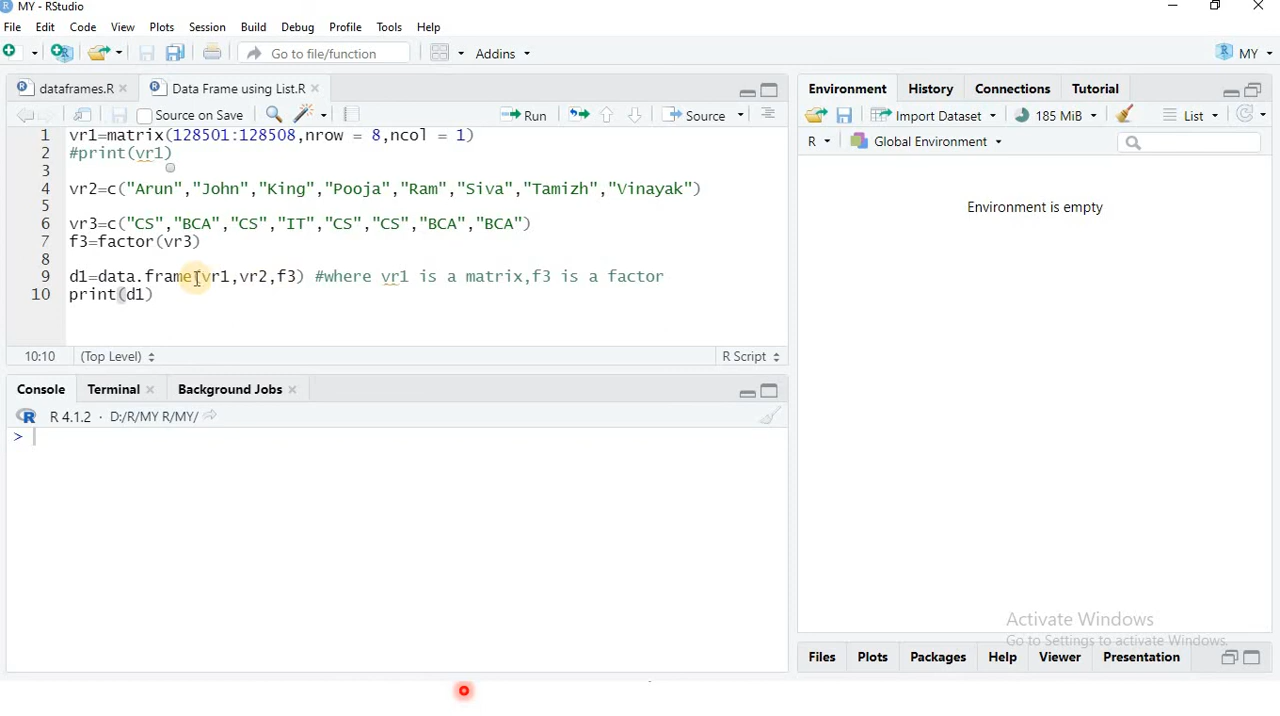 MY - RStudio
File Edit Code View Plots Session Build Debug Profile Tools Help
Go to file/function Addins MY
dataframes.R Data Frame using List.R
Source on Save Run Source
1 vr1=matrix(128501:128508,nrow = 8,ncol = 1)
2 #print(vr1)
3
4 vr2=c("Arun","John","King","Pooja","Ram","Siva","Tamizh","Vinayak")
5
6 vr3=c("CS","BCA","CS","IT","CS","CS","BCA","BCA")
7 f3=factor(vr3)
8
9 d1=data.frame(vr1,vr2,f3) #where vr1 is a matrix,f3 is a factor
10 print(d1)
10:10 (Top Level) R Script
Console Terminal Background Jobs
R 4.1.2 · D:/R/MY R/MY/
>
Environment History Connections Tutorial
Import Dataset 185 MiB List
R Global Environment
Environment is empty
Activate Windows
Go to Settings to activate Windows.
Files Plots Packages Help Viewer Presentation